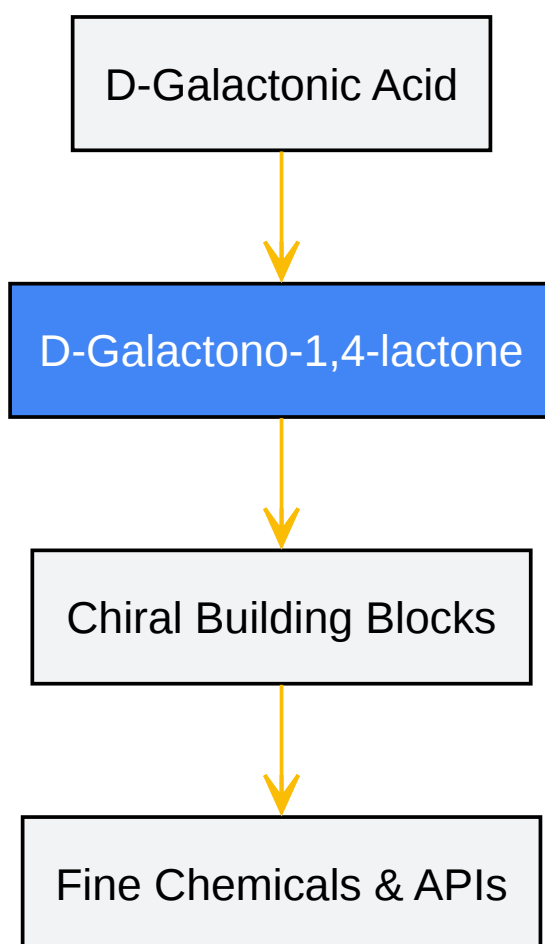 D-Galactonic Acid
D-Galactono-1,4-lactone
Chiral Building Blocks
Fine Chemicals & APIs